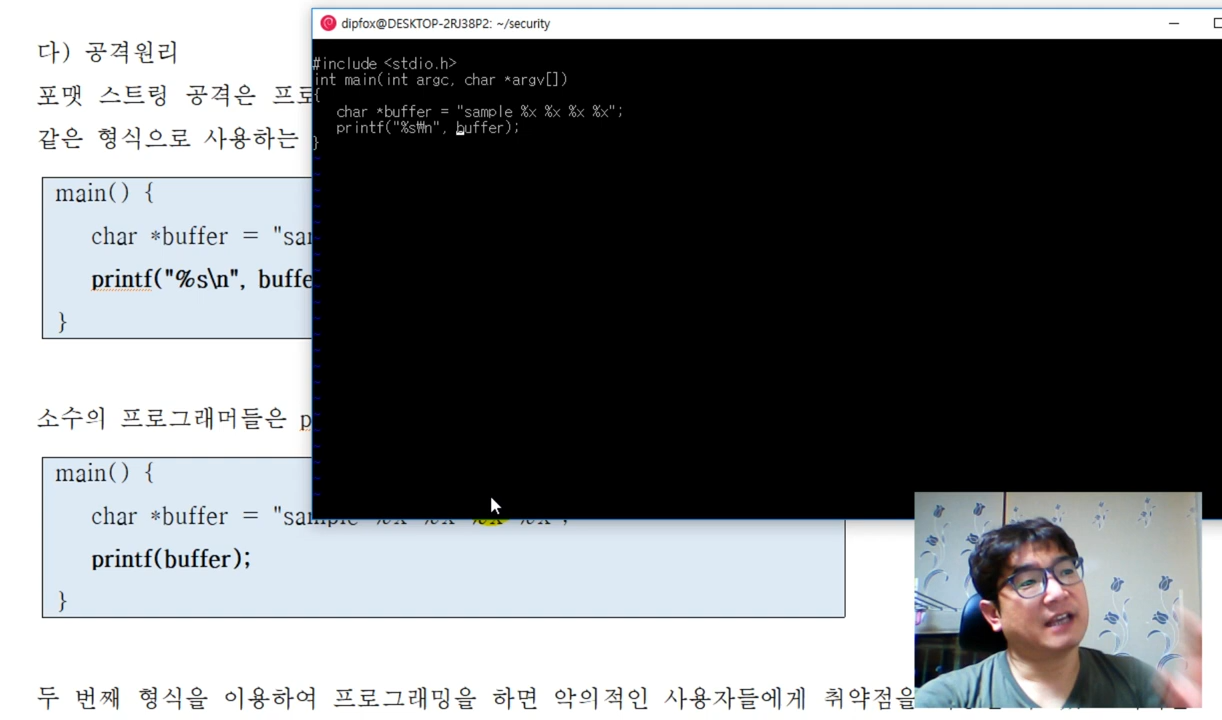 다) 공격원리
포맷 스트링 공격은 프로
같은 형식으로 사용하는
main() {
char *buffer = "sa
printf("%s\n", buffe
}
소수의 프로그래머들은 p
main() {
char *buffer = "sample %x %x %x %x";
printf(buffer);
}
두 번째 형식을 이용하여 프로그래밍을 하면 악의적인 사용자들에게 취약점을
dipfox@DESKTOP-2RJ38P2: ~/security
#include <stdio.h>
int main(int argc, char *argv[])
{
char *buffer = "sample %x %x %x %x";
printf("%s₩n", buffer);
}